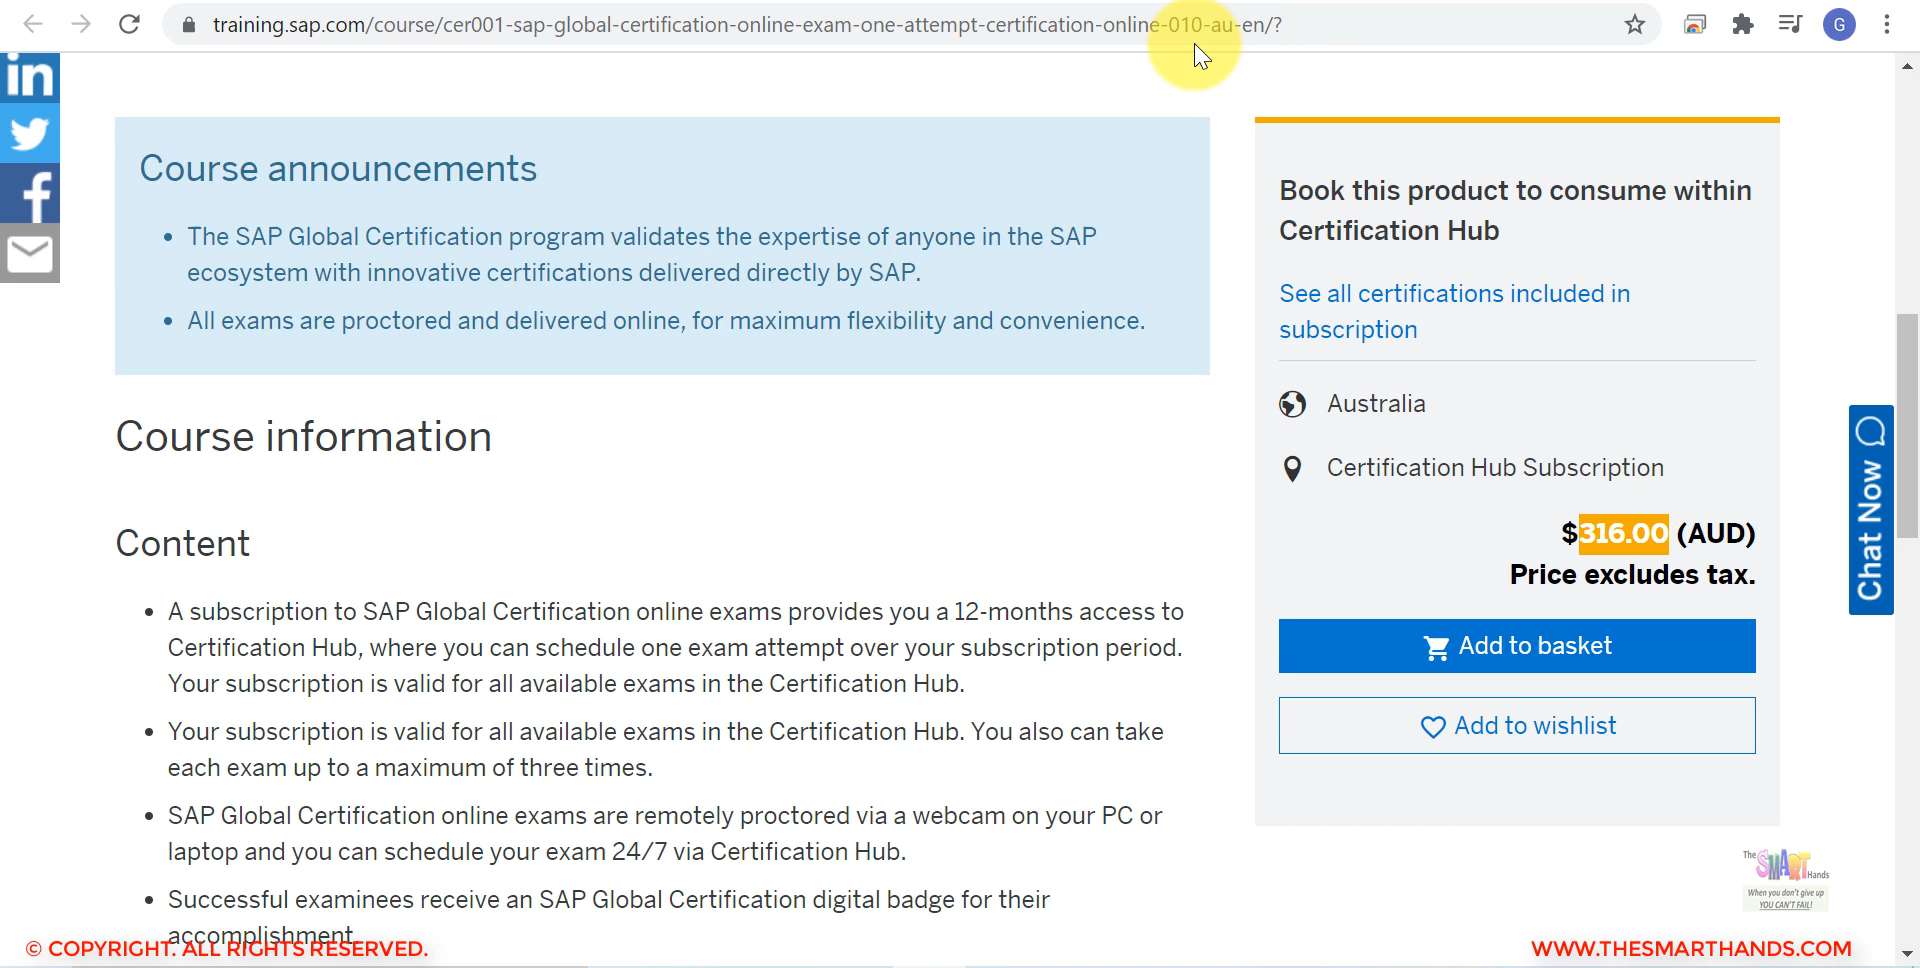 training.sap.com/course/cer001-sap-global-certification-online-exam-one-attempt-certification-online-010-au-en/?
G
in
Course announcements
• The SAP Global Certification program validates the expertise of anyone in the SAP
ecosystem with innovative certifications delivered directly by SAP.
• All exams are proctored and delivered online, for maximum flexibility and convenience.
Course information
Content
• A subscription to SAP Global Certification online exams provides you a 12-months access to
Certification Hub, where you can schedule one exam attempt over your subscription period.
Your subscription is valid for all available exams in the Certification Hub.
• Your subscription is valid for all available exams in the Certification Hub. You also can take
each exam up to a maximum of three times.
• SAP Global Certification online exams are remotely proctored via a webcam on your PC or
laptop and you can schedule your exam 24/7 via Certification Hub.
• Successful examinees receive an SAP Global Certification digital badge for their
accomplishment.
Book this product to consume within
Certification Hub
See all certifications included in
subscription
Australia
Certification Hub Subscription
$316.00 (AUD)
Price excludes tax.
Add to basket
Add to wishlist
Chat Now
The SMART Hands
When you don't give up
YOU CAN'T FAIL!
© COPYRIGHT. ALL RIGHTS RESERVED.
WWW.THESMARTHANDS.COM